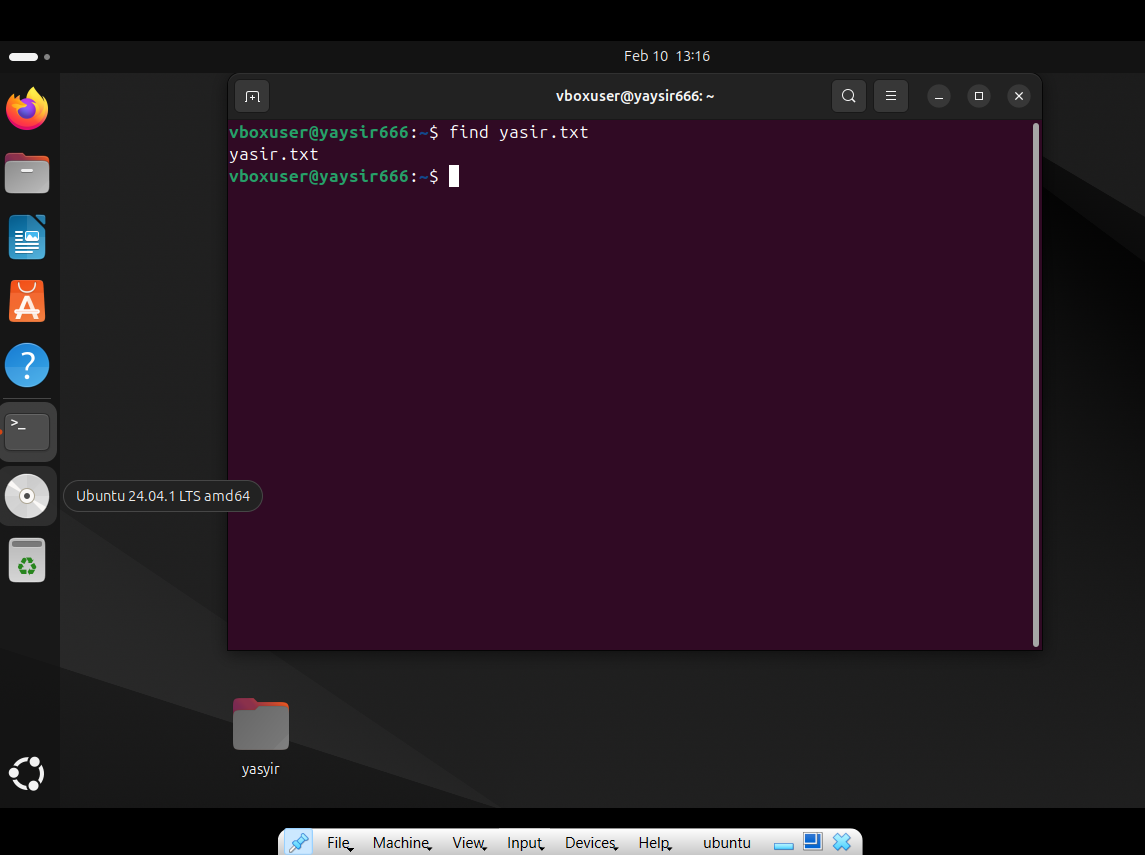 Feb 10 13:16
vboxuser@yaysir666: ~
vboxuser@yaysir666:~$ find yasir.txt
yasir.txt
vboxuser@yaysir666:~$
>_
Ubuntu 24.04.1 LTS amd64
yasyir
File Machine View Input Devices Help ubuntu